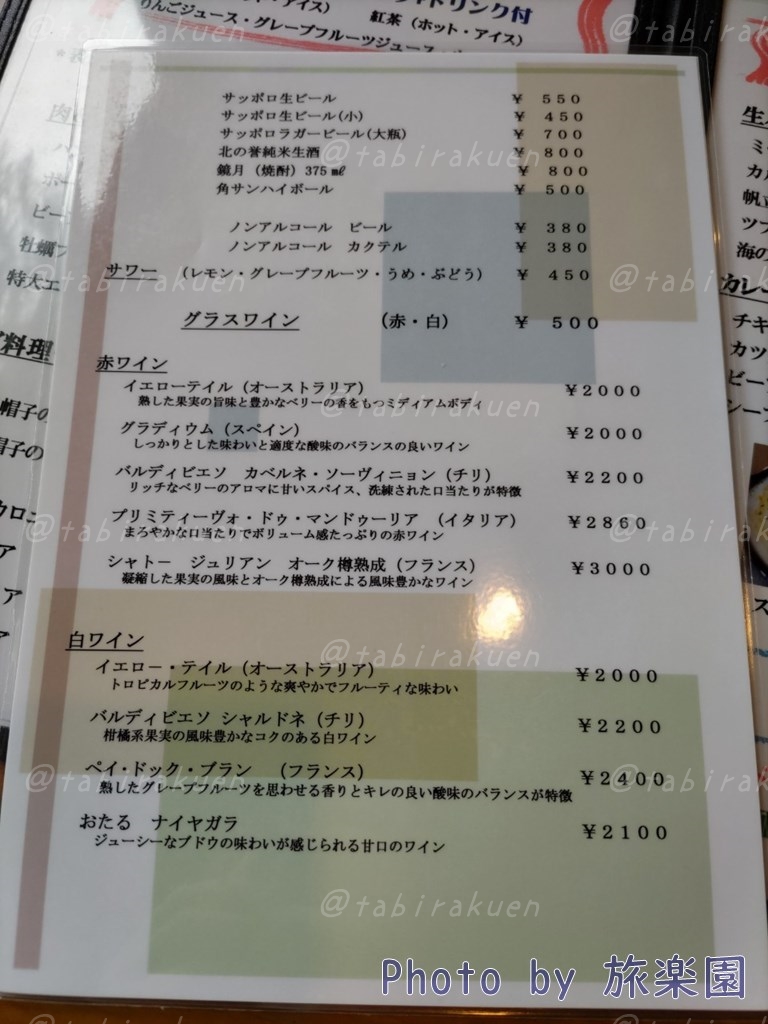 りんごジュース・グレープフルーツジュース
紅茶（ホット・アイス）
サッポロ生ビール ￥ ５５０
サッポロ生ビール(小) ￥ ４５０
サッポロラガービール(大瓶) ￥ ７００
北の誉純米生酒 ￥ ８００
鏡月（焼酎）375㎖ ￥ ８００
角サンハイボール ￥ ５００
ノンアルコール ビール ￥ ３８０
ノンアルコール カクテル ￥ ３８０
サワー （レモン・グレープフルーツ・うめ・ぶどう） ￥ ４５０
グラスワイン （赤・白） ￥ ５００
赤ワイン
イエローテイル（オーストラリア） ￥２０００
熟した果実の旨味と豊かなベリーの香をもつミディアムボディ
グラディウム（スペイン） ￥２０００
しっかりとした味わいと適度な酸味のバランスの良いワイン
バルディビエソ カベルネ・ソーヴィニョン（チリ） ￥２２００
リッチなベリーのアロマに甘いスパイス、洗練された口当たりが特徴
プリミティーヴォ・ドゥ・マンドゥーリア （イタリア） ￥２８６０
まろやかな口当たりでボリューム感たっぷりの赤ワイン
シャトー ジュリアン オーク樽熟成（フランス） ￥３０００
凝縮した果実の風味とオーク樽熟成による風味豊かなワイン
白ワイン
イエロー・テイル（オーストラリア） ￥２０００
トロピカルフルーツのような爽やかでフルーティな味わい
バルディビエソ シャルドネ（チリ） ￥２２００
柑橘系果実の風味豊かなコクのある白ワイン
ペイ・ドック・ブラン （フランス） ￥２４００
熟したグレープフルーツを思わせる香りとキレの良い酸味のバランスが特徴
おたる ナイヤガラ ￥２１００
ジューシーなブドウの味わいが感じられる甘口のワイン
@tabirakuen
Photo by 旅楽園